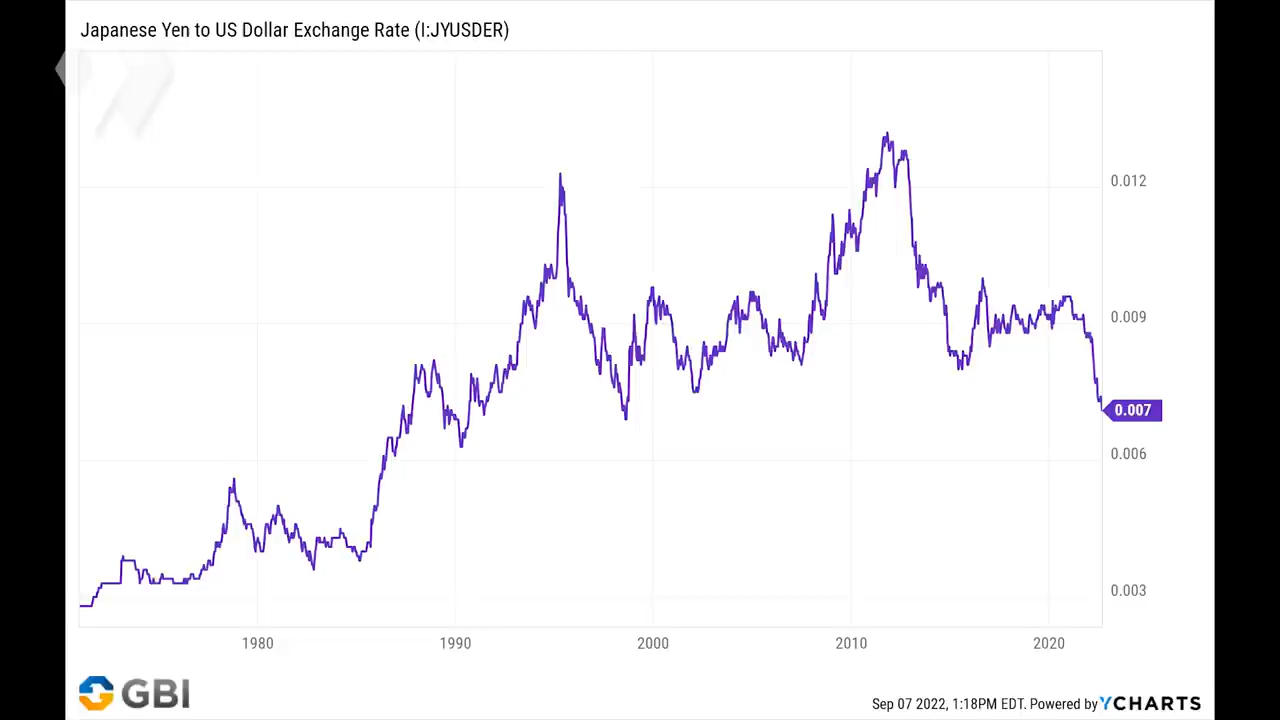 Japanese Yen to US Dollar Exchange Rate (I:JYUSDER)
0.012
0.009
0.007
0.006
0.003
1980 1990 2000 2010 2020
GBI
Sep 07 2022, 1:18PM EDT. Powered by YCHARTS